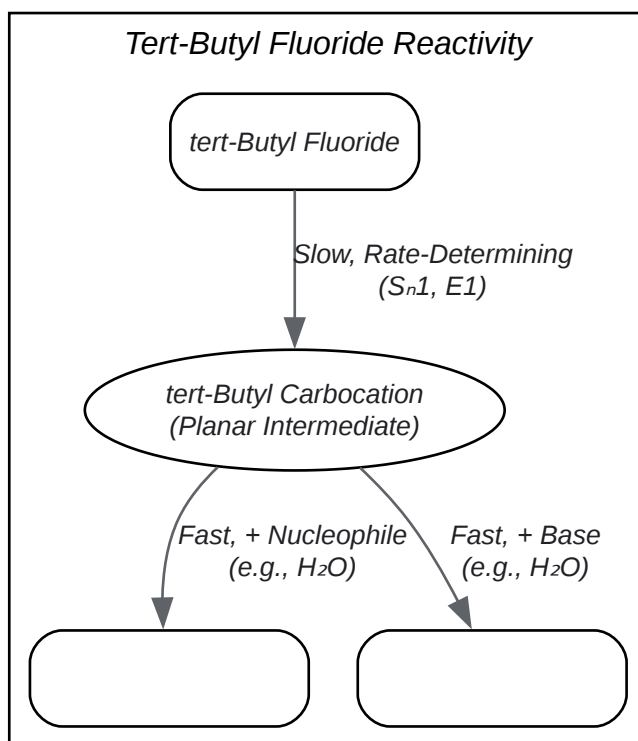 Tert-Butyl Fluoride Reactivity
tert-Butyl Fluoride
Slow, Rate-Determining
(Sₙ1, E1)
tert-Butyl Carbocation
(Planar Intermediate)
Fast, + Nucleophile
(e.g., H₂O)
Fast, + Base
(e.g., H₂O)